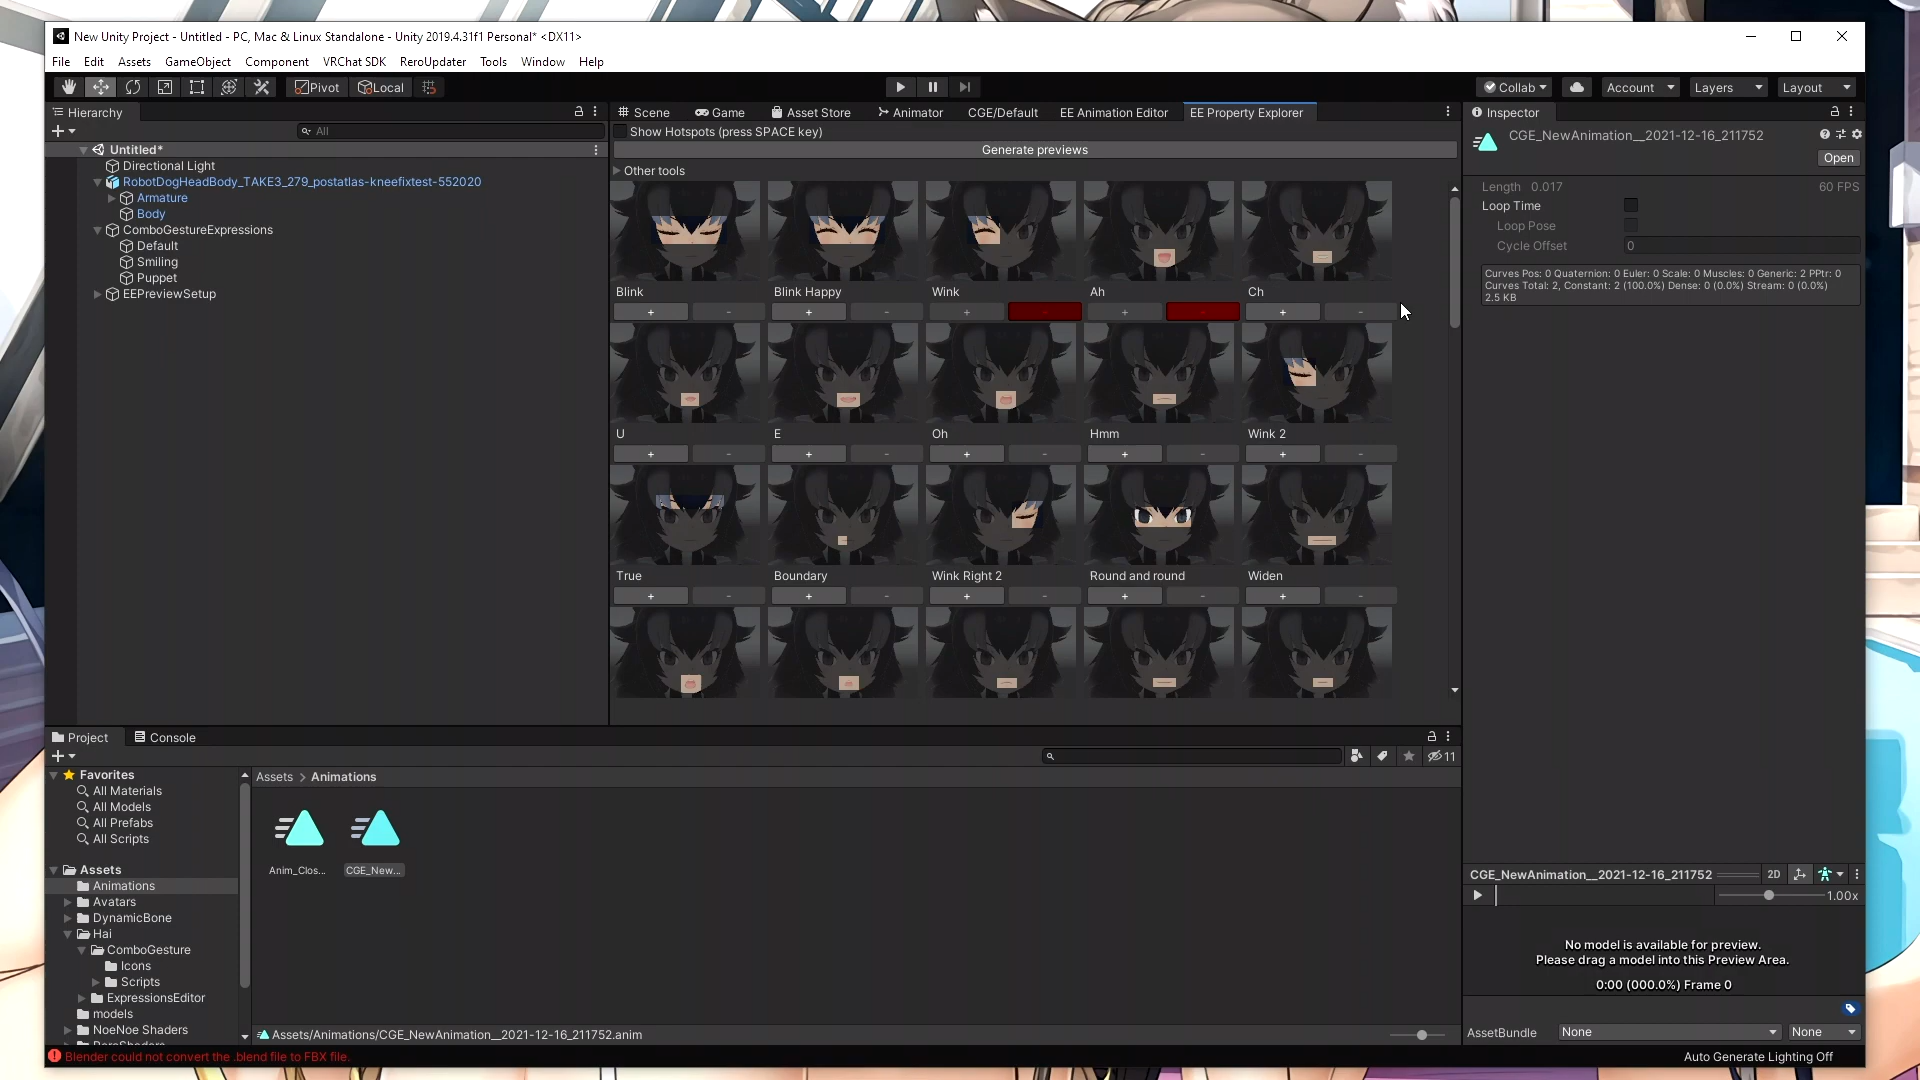 New Unity Project - Untitled - PC, Mac & Linux Standalone - Unity 2019.4.31f1 Personal* <DX11>
File Edit Assets GameObject Component VRChat SDK ReroUpdater Tools Window Help
Pivot Local Collab Account Layers Layout
Hierarchy
All
Untitled*
Directional Light
RobotDogHeadBody_TAKE3_279_postatlas-kneefixtest-552020
Armature
Body
ComboGestureExpressions
Default
Smiling
Puppet
EEPreviewSetup
Scene Game Asset Store Animator CGE/Default EE Animation Editor EE Property Explorer
Show Hotspots (press SPACE key)
Generate previews
Other tools
Blink Blink Happy Wink Ah Ch
+ - + - + - + - + -
U E Oh Hmm Wink 2
+ - + - + - + - + -
True Boundary Wink Right 2 Round and round Widen
+ - + - + - + - + -
Inspector
CGE_NewAnimation__2021-12-16_211752
Open
Length 0.017 60 FPS
Loop Time
Loop Pose
Cycle Offset 0
Curves Pos: 0 Quaternion: 0 Euler: 0 Scale: 0 Muscles: 0 Generic: 2 PPtr: 0
Curves Total: 2, Constant: 2 (100.0%) Dense: 0 (0.0%) Stream: 0 (0.0%)
2.5 KB
Project Console
11
Favorites
All Materials
All Models
All Prefabs
All Scripts
Assets
Animations
Avatars
DynamicBone
Hai
ComboGesture
Icons
Scripts
ExpressionsEditor
models
NoeNoe Shaders
Assets > Animations
Anim_Clos... CGE_New...
Assets/Animations/CGE_NewAnimation__2021-12-16_211752.anim
CGE_NewAnimation__2021-12-16_211752 2D
1.00x
No model is available for preview.
Please drag a model into this Preview Area.
0:00 (000.0%) Frame 0
AssetBundle None None
Blender could not convert the .blend file to FBX file.
Auto Generate Lighting Off